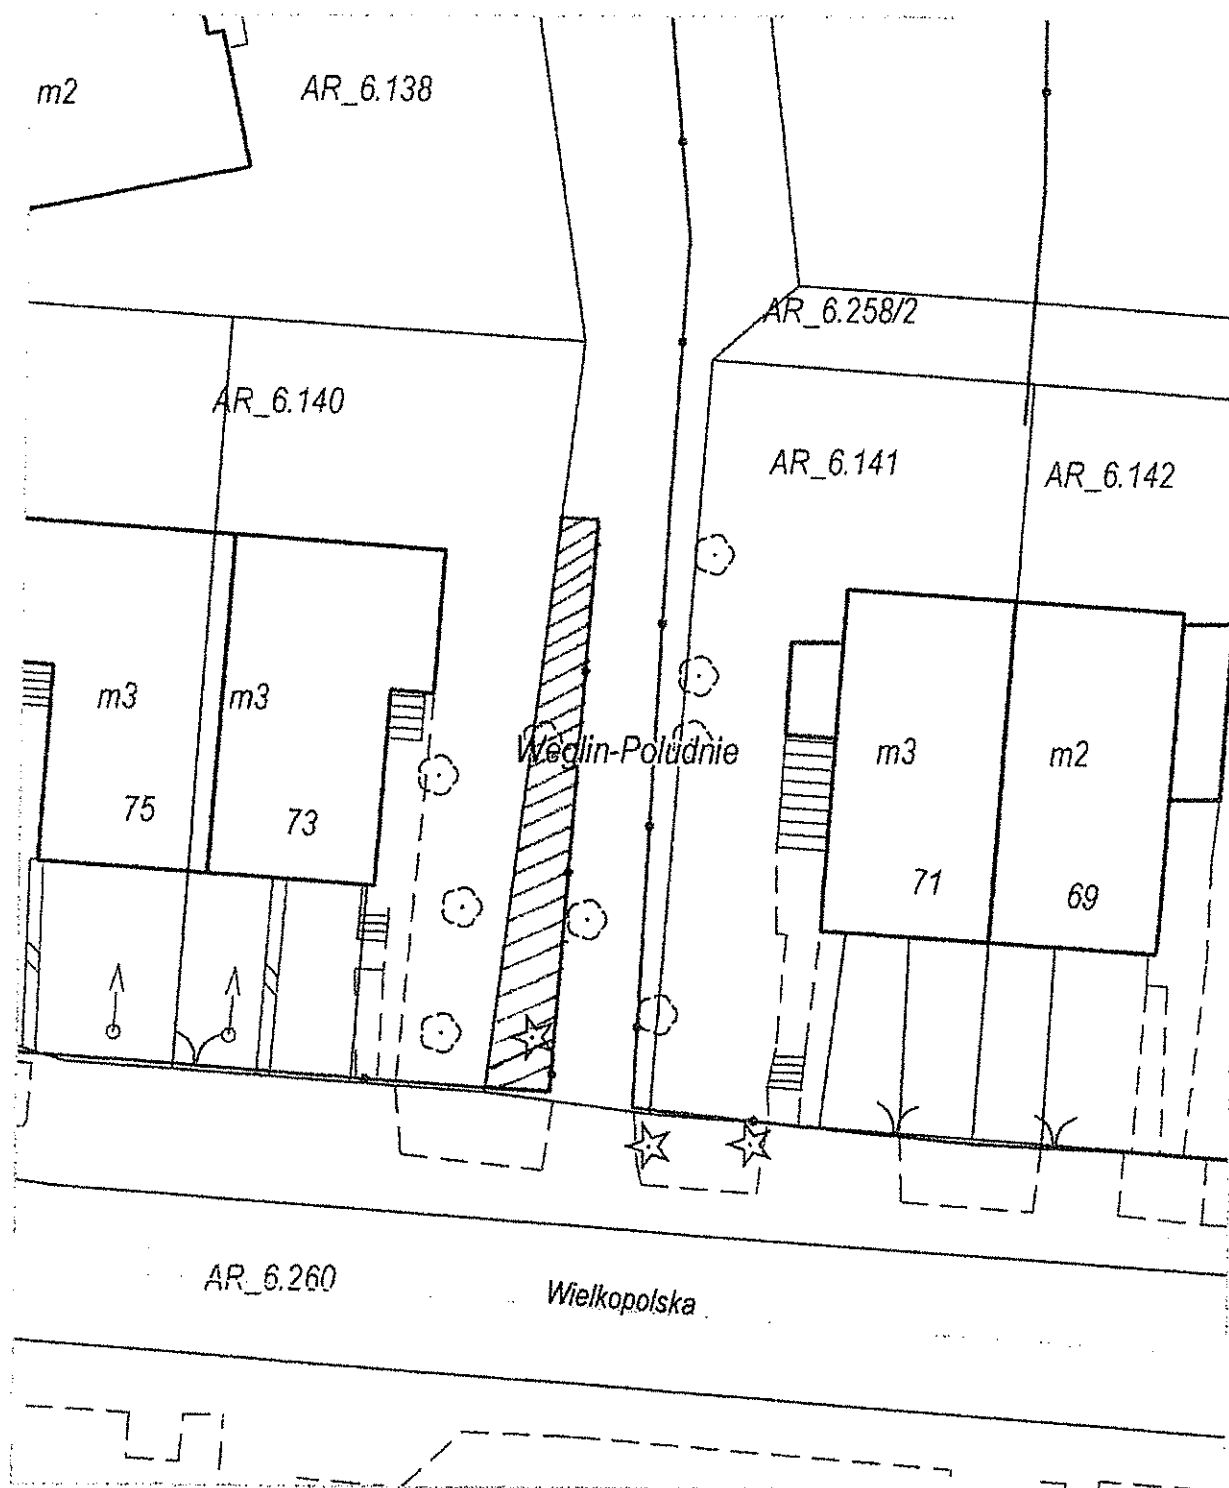 m2
AR_6.138
AR_6.258/2
AR_6.140
AR_6.141
AR_6.142
m3
m3
Węglin-Południe
m3
m2
75
73
71
69
AR_6.260
Wielkopolska